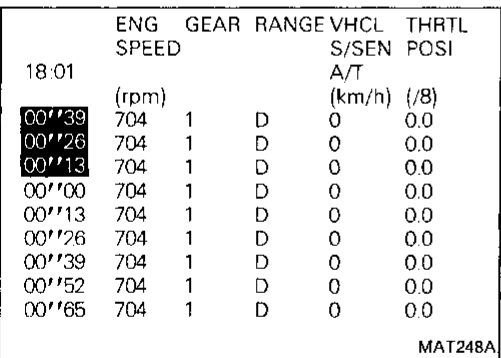 ENG GEAR RANGE VHCL THRTL
SPEED S/SEN POSI
18:01 A/T
(rpm) (km/h) (/8)
00''39 704 1 D 0 0.0
00''26 704 1 D 0 0.0
00''13 704 1 D 0 0.0
00''00 704 1 D 0 0.0
00''13 704 1 D 0 0.0
00''26 704 1 D 0 0.0
00''39 704 1 D 0 0.0
00''52 704 1 D 0 0.0
00''65 704 1 D 0 0.0
MAT248A